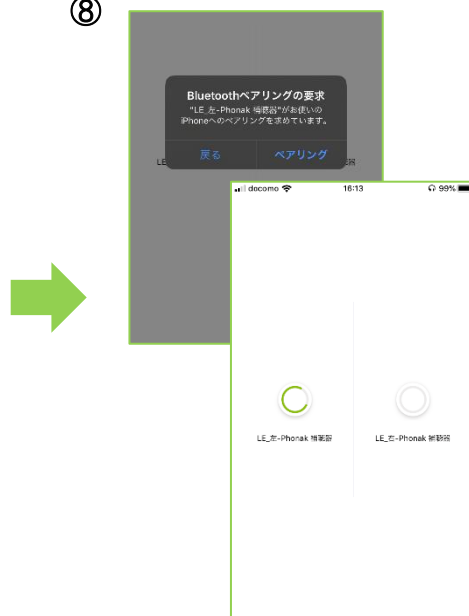 ⑧
Bluetoothペアリングの要求
"LE_左-Phonak 補聴器"がお使いの
iPhoneへのペアリングを求めています。
戻る
ペアリング
LE
器
docomo
16:13
99%
LE_左-Phonak 補聴器
LE_右-Phonak 補聴器